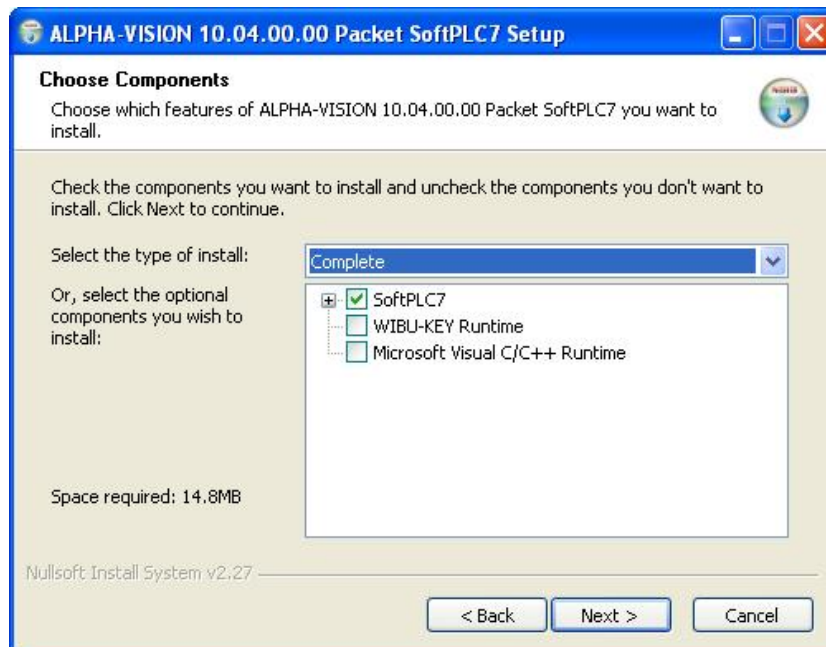 ALPHA-VISION 10.04.00.00 Packet SoftPLC7 Setup
Choose Components
Choose which features of ALPHA-VISION 10.04.00.00 Packet SoftPLC7 you want to
install.
Check the components you want to install and uncheck the components you don't want to
install. Click Next to continue.
Select the type of install:
Complete
Or, select the optional
components you wish to
install:
SoftPLC7
WIBU-KEY Runtime
Microsoft Visual C/C++ Runtime
Space required: 14.8MB
Nullsoft Install System v2.27
< Back
Next >
Cancel